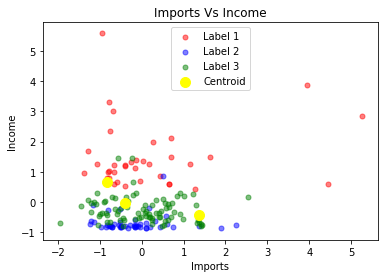 Imports Vs Income
Label 1
Label 2
Label 3
Centroid
Income
5
4
3
2
1
0
−1
−2
−1
0
1
2
3
4
5
Imports